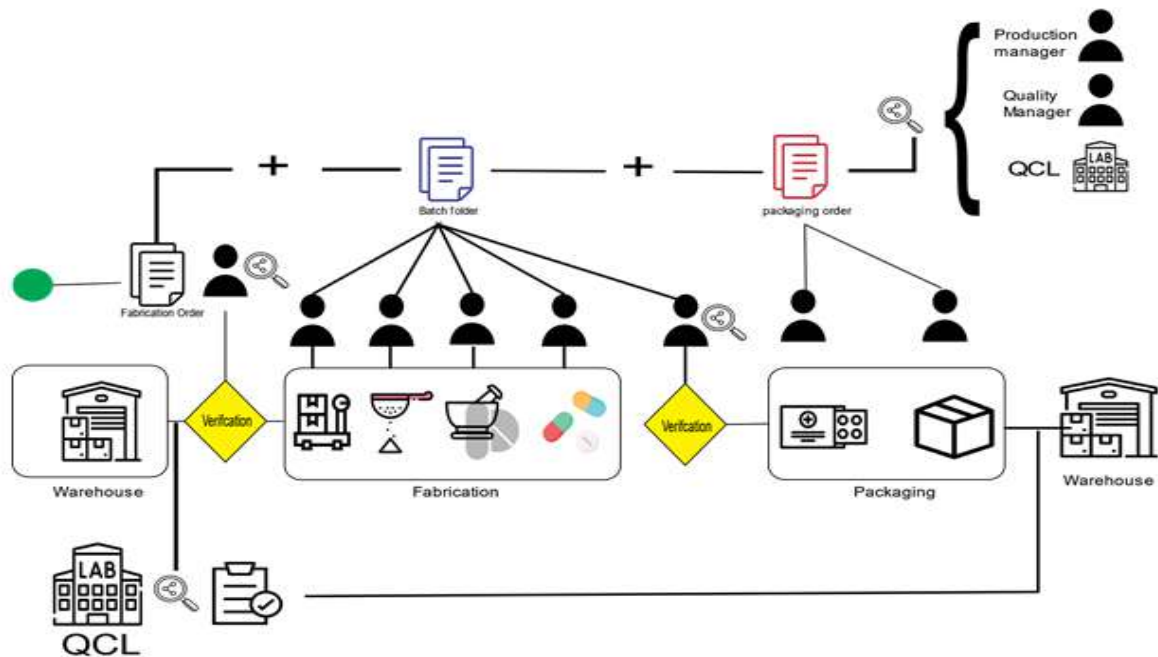 Production
manager
Quality
Manager
LAB
QCL
Batch folder
packaging order
Fabrication Order
Verifcation
Verifcation
Warehouse
Fabrication
Packaging
Warehouse
LAB
QCL